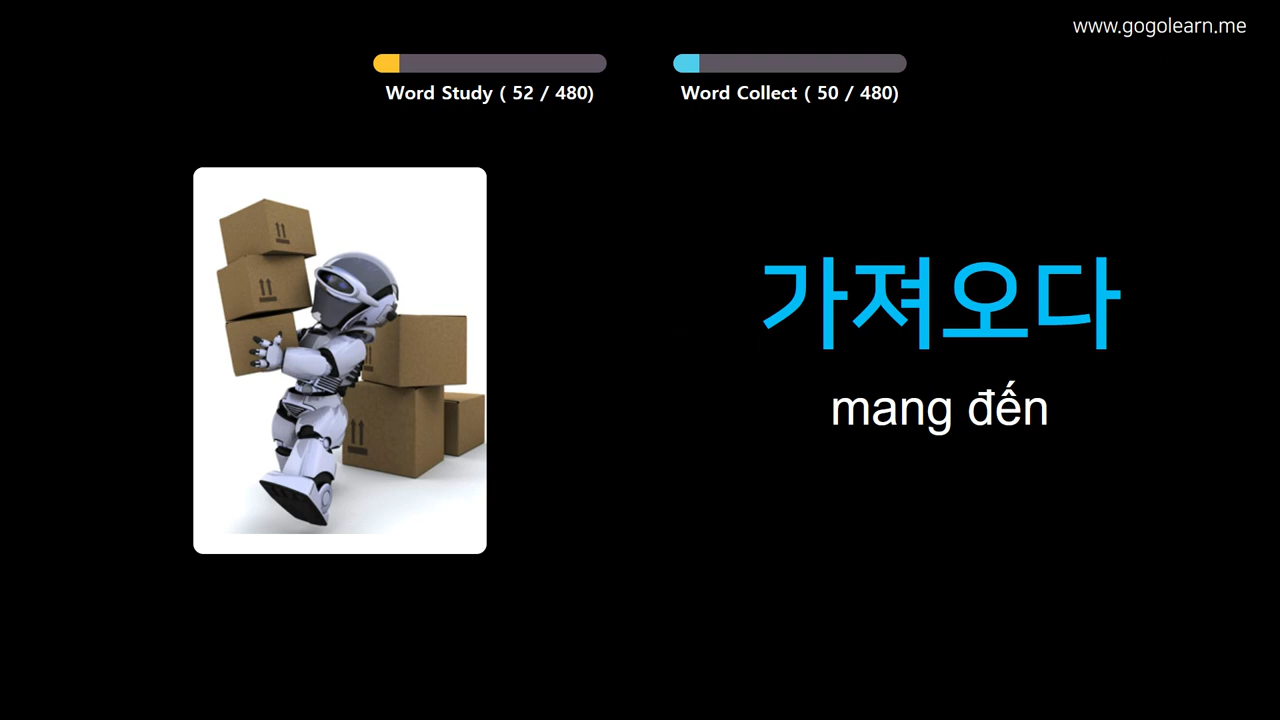 www.gogolearn.me
Word Study ( 52 / 480)
Word Collect ( 50 / 480)
가져오다
mang đến